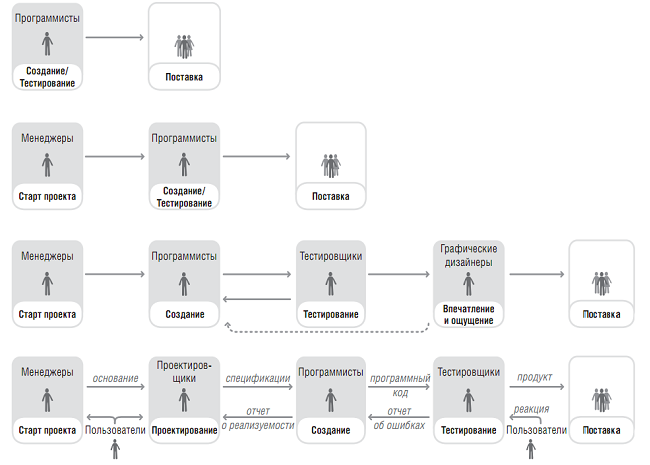 Программисты
Создание/
Тестирование
Поставка
Менеджеры
Программисты
Старт проекта
Создание/
Тестирование
Поставка
Менеджеры
Программисты
Тестировщики
Графические
дизайнеры
Старт проекта
Создание
Тестирование
Впечатление
и ощущение
Поставка
Менеджеры
основание
Проектиров-
щики
спецификации
Программисты
программный
код
Тестировщики
продукт
Старт проекта
Пользователи
Проектирование
отчет
о реализуемости
Создание
отчет
об ошибках
Тестирование
реакция
Пользователи
Поставка